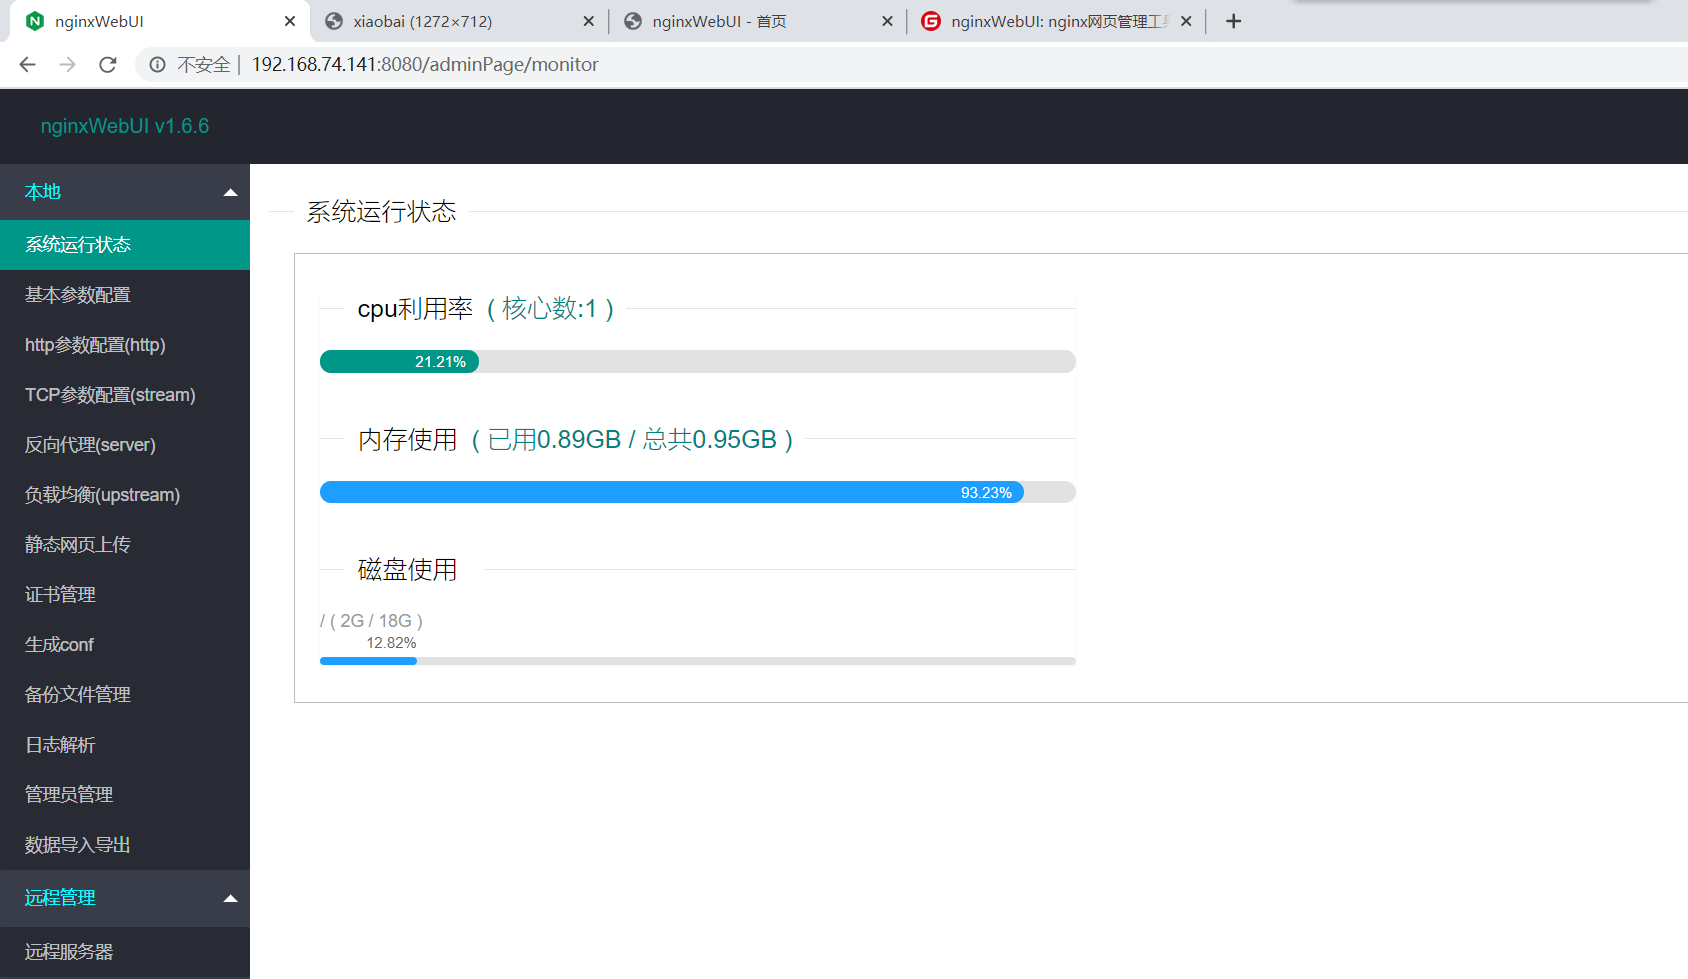 nginxWebUI
xiaobai (1272×712)
nginxWebUI - 首页
nginxWebUI: nginx网页管理工具
不安全 | 192.168.74.141:8080/adminPage/monitor
nginxWebUI v1.6.6
本地
系统运行状态
基本参数配置
http参数配置(http)
TCP参数配置(stream)
反向代理(server)
负载均衡(upstream)
静态网页上传
证书管理
生成conf
备份文件管理
日志解析
管理员管理
数据导入导出
远程管理
远程服务器
系统运行状态
cpu利用率 ( 核心数:1 )
21.21%
内存使用 ( 已用0.89GB / 总共0.95GB )
93.23%
磁盘使用
/ ( 2G / 18G )
12.82%